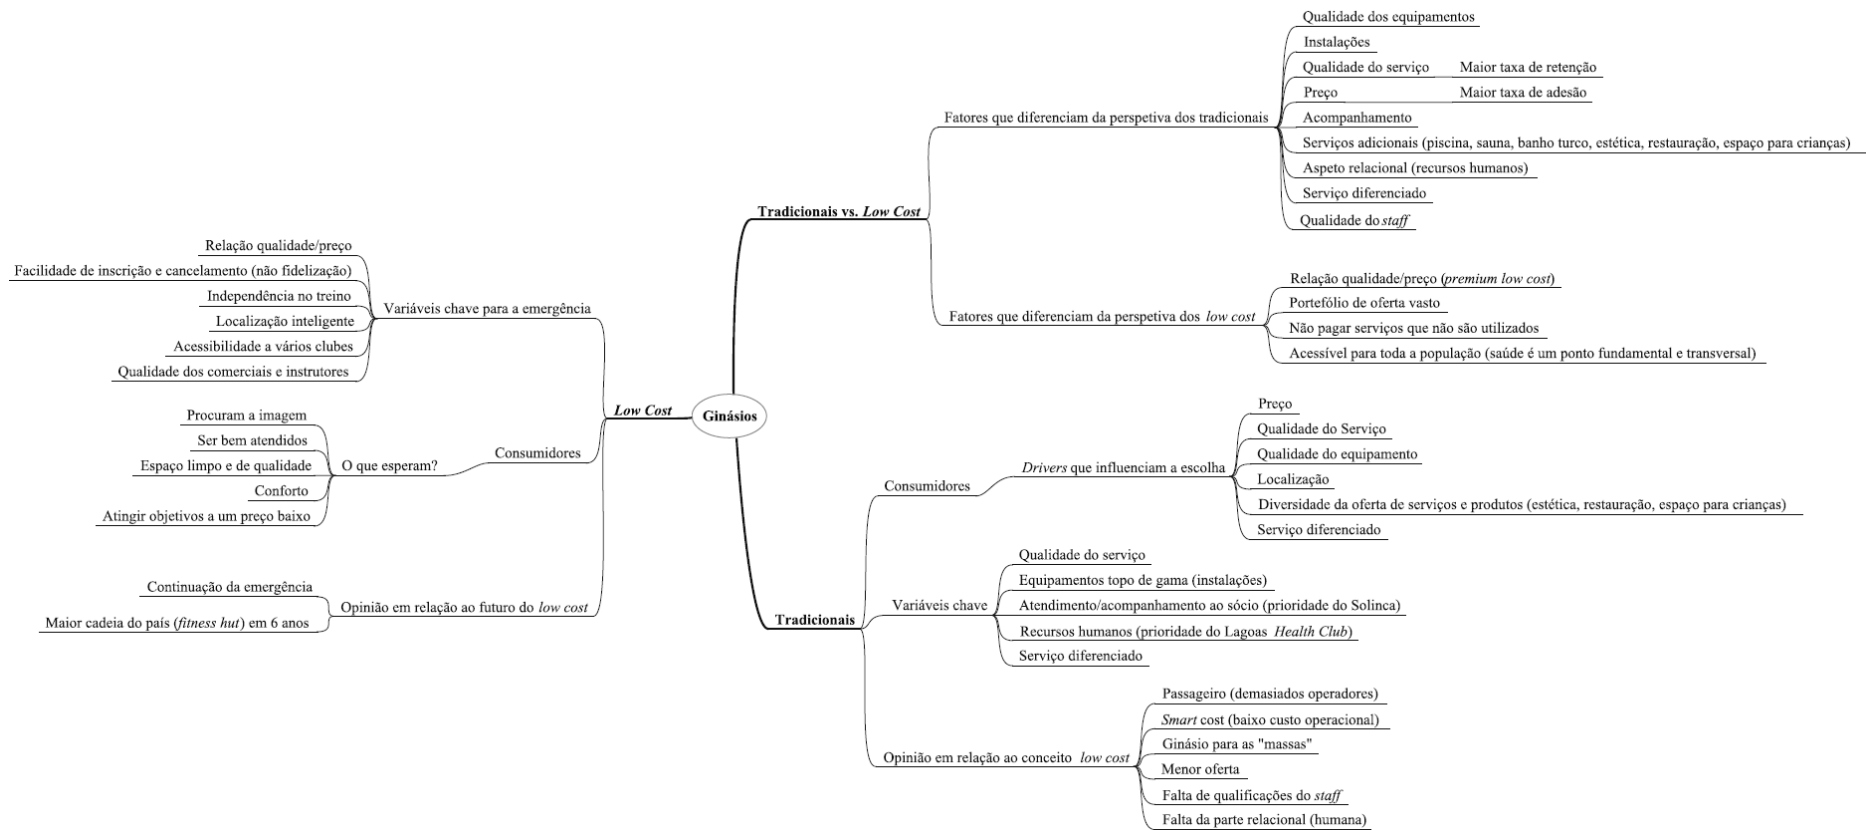 Ginásios
Tradicionais vs. Low Cost
Fatores que diferenciam da perspetiva dos tradicionais
Qualidade dos equipamentos
Instalações
Qualidade do serviço
Maior taxa de retenção
Preço
Maior taxa de adesão
Acompanhamento
Serviços adicionais (piscina, sauna, banho turco, estética, restauração, espaço para crianças)
Aspeto relacional (recursos humanos)
Serviço diferenciado
Qualidade do staff
Fatores que diferenciam da perspetiva dos low cost
Relação qualidade/preço (premium low cost)
Portefólio de oferta vasto
Não pagar serviços que não são utilizados
Acessível para toda a população (saúde é um ponto fundamental e transversal)
Tradicionais
Consumidores
Drivers que influenciam a escolha
Preço
Qualidade do Serviço
Qualidade do equipamento
Localização
Diversidade da oferta de serviços e produtos (estética, restauração, espaço para crianças)
Serviço diferenciado
Variáveis chave
Qualidade do serviço
Equipamentos topo de gama (instalações)
Atendimento/acompanhamento ao sócio (prioridade do Solinca)
Recursos humanos (prioridade do Lagoas Health Club)
Serviço diferenciado
Opinião em relação ao conceito low cost
Passageiro (demasiados operadores)
Smart cost (baixo custo operacional)
Ginásio para as "massas"
Menor oferta
Falta de qualificações do staff
Falta da parte relacional (humana)
Low Cost
Variáveis chave para a emergência
Relação qualidade/preço
Facilidade de inscrição e cancelamento (não fidelização)
Independência no treino
Localização inteligente
Acessibilidade a vários clubes
Qualidade dos comerciais e instrutores
Consumidores
O que esperam?
Procuram a imagem
Ser bem atendidos
Espaço limpo e de qualidade
Conforto
Atingir objetivos a um preço baixo
Opinião em relação ao futuro do low cost
Continuação da emergência
Maior cadeia do país (fitness hut) em 6 anos